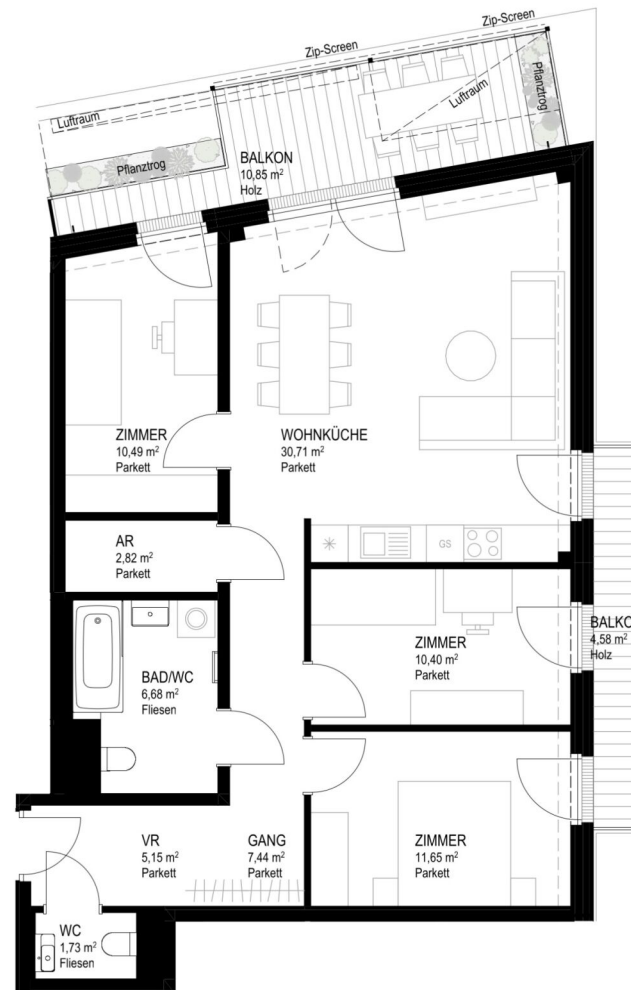 Zip-Screen
Zip-Screen
Luftraum
Luftraum
Pflanztrog
Pflanztrog
BALKON
10,85 m²
Holz
ZIMMER
10,49 m²
Parkett
WOHNKÜCHE
30,71 m²
Parkett
GS
AR
2,82 m²
Parkett
BALKO
4,58 m²
Holz
ZIMMER
10,40 m²
Parkett
BAD/WC
6,68 m²
Fliesen
VR
5,15 m²
Parkett
GANG
7,44 m²
Parkett
ZIMMER
11,65 m²
Parkett
WC
1,73 m²
Fliesen